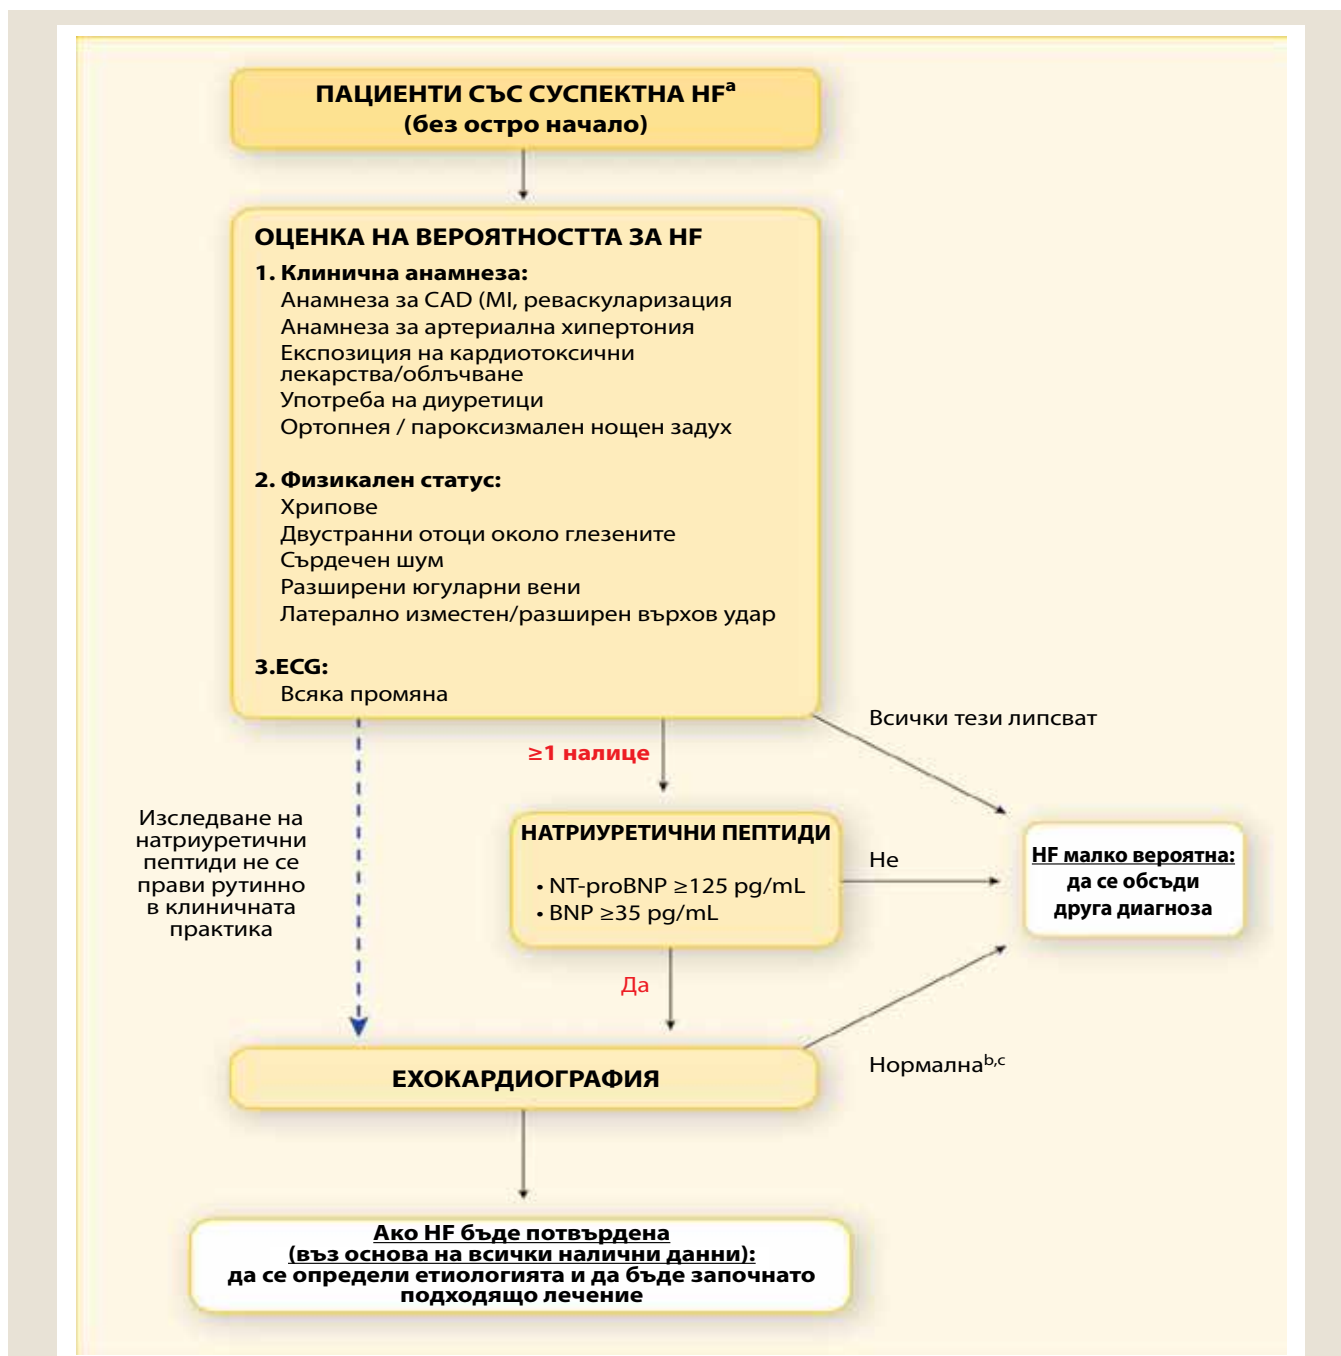 ПАЦИЕНТИ СЪС СУСПЕКТНА HFa
(без остро начало)
ОЦЕНКА НА ВЕРОЯТНОСТТА ЗА HF
1. Клинична анамнеза:
Анамнеза за CAD (MI, реваскуларизация
Анамнеза за артериална хипертония
Експозиция на кардиотоксични
лекарства/облъчване
Употреба на диуретици
Ортопнея / пароксизмален нощен задух
2. Физикален статус:
Хрипове
Двустранни отоци около глезените
Сърдечен шум
Разширени югуларни вени
Латерално изместен/разширен върхов удар
3.ECG:
Всяка промяна
Всички тези липсват
≥1 налице
Изследване на
натриуретични
пептиди не се
прави рутинно
в клиничната
практика
НАТРИУРЕТИЧНИ ПЕПТИДИ
• NT-proBNP ≥125 pg/mL
• BNP ≥35 pg/mL
Не
HF малко вероятна:
да се обсъди
друга диагноза
Да
Нормалнаb,c
ЕХОКАРДИОГРАФИЯ
Ако HF бъде потвърдена
(въз основа на всички налични данни):
да се определи етиологията и да бъде започнато
подходящо лечение